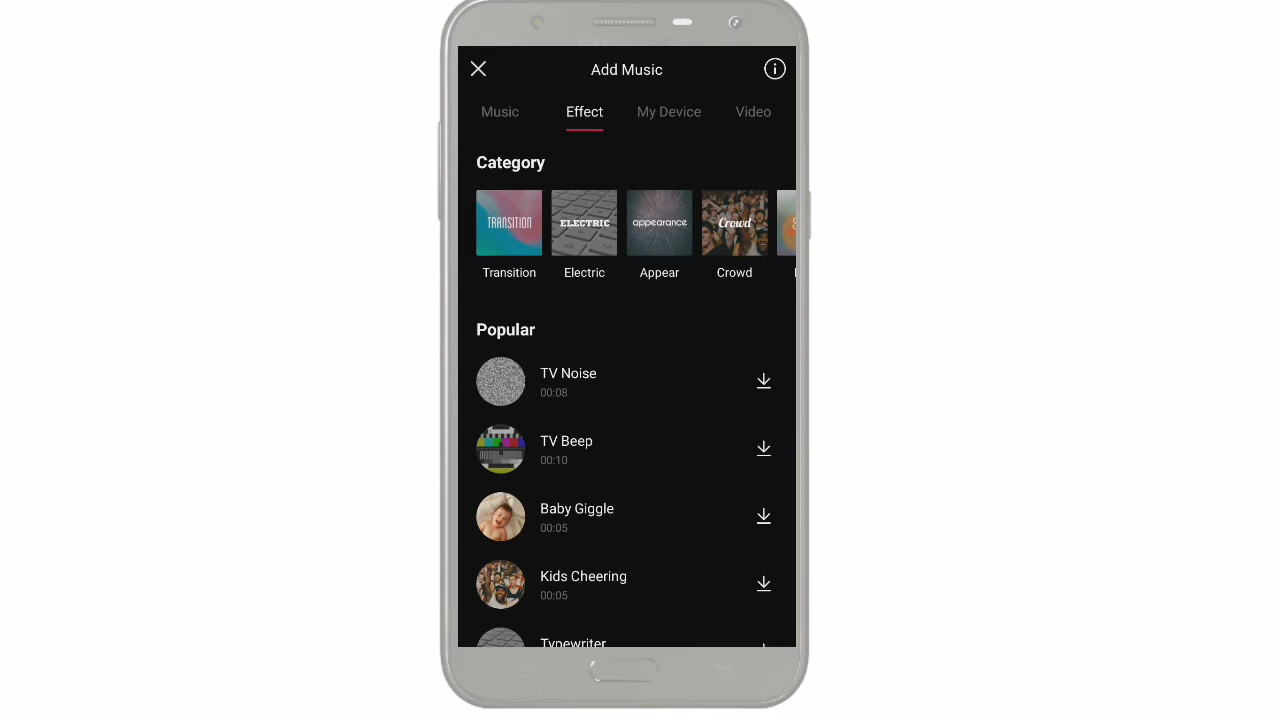 Add Music
Music Effect My Device Video
Category
TRANSITION ELECTRIC appearance Crowd
Transition Electric Appear Crowd
Popular
TV Noise
00:08
TV Beep
00:10
Baby Giggle
00:05
Kids Cheering
00:05
Typewriter